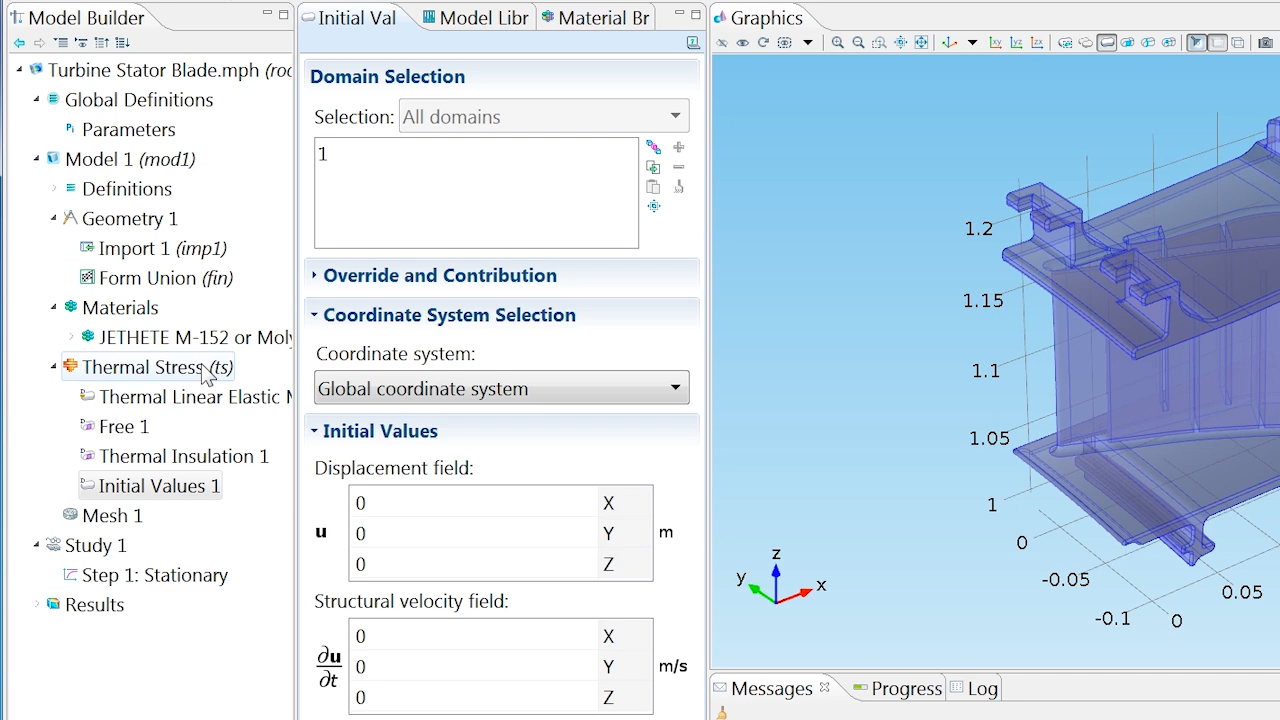 Model Builder
Turbine Stator Blade.mph (roo
Global Definitions
Pi Parameters
Model 1 (mod1)
Definitions
Geometry 1
Import 1 (imp1)
Form Union (fin)
Materials
JETHETE M-152 or Moly
Thermal Stress (ts)
Thermal Linear Elastic M
Free 1
Thermal Insulation 1
Initial Values 1
Mesh 1
Study 1
Step 1: Stationary
Results
Initial Val
Model Libr
Material Br
Domain Selection
Selection: All domains
1
Override and Contribution
Coordinate System Selection
Coordinate system:
Global coordinate system
Initial Values
Displacement field:
u
0 X
0 Y m
0 Z
Structural velocity field:
∂u
∂t
0 X
0 Y m/s
0 Z
Graphics
xy yz zx
1.2
1.15
1.1
1.05
1
0
-0.05
-0.1
0
0.05
z
y
x
Messages
Progress
Log